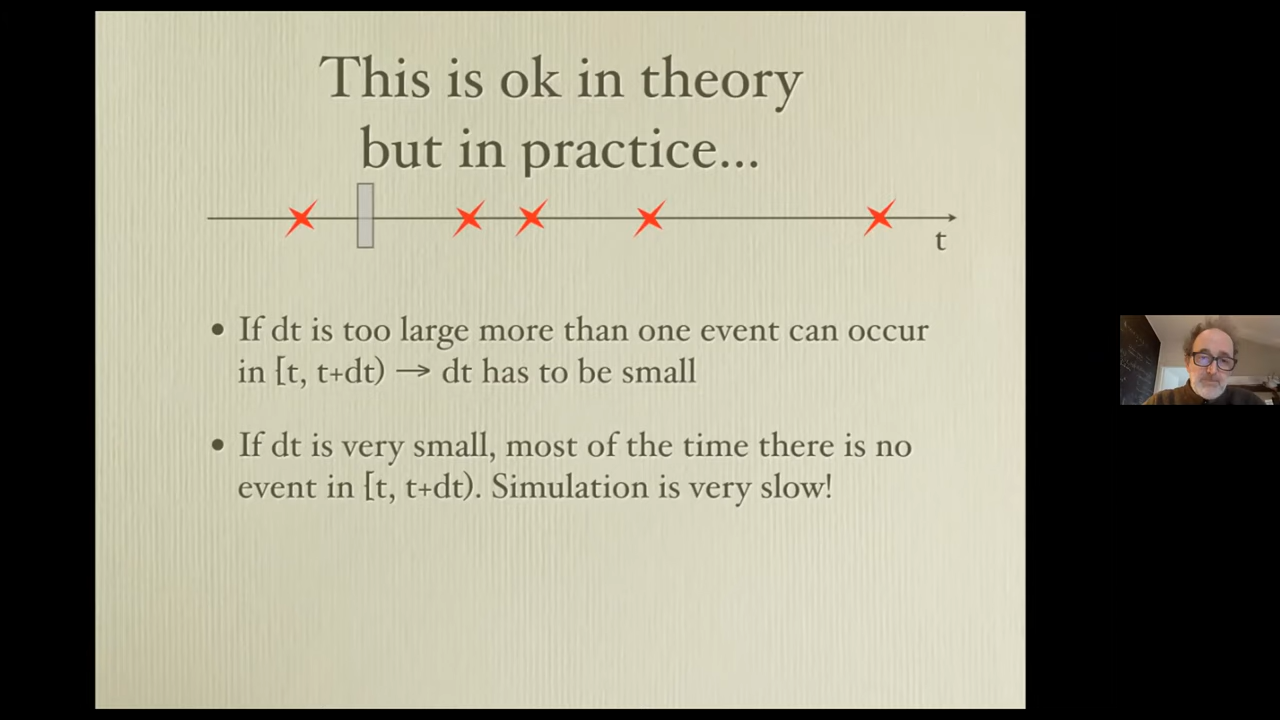 This is ok in theory
but in practice...
t
• If dt is too large more than one event can occur
in [t, t+dt) → dt has to be small
• If dt is very small, most of the time there is no
event in [t, t+dt). Simulation is very slow!